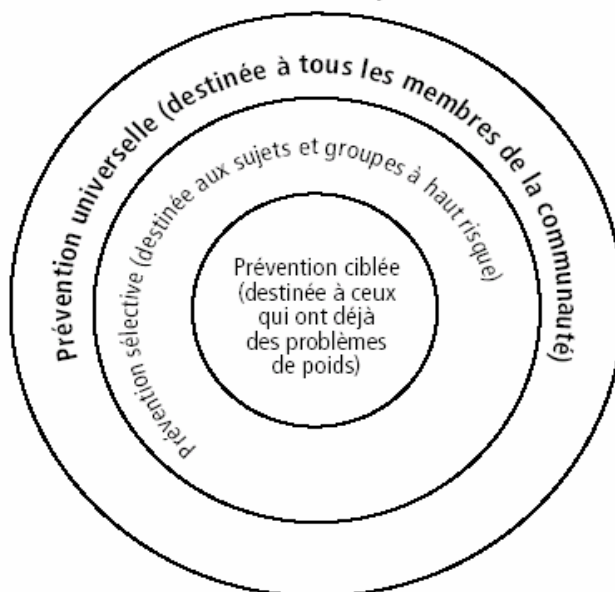 Prévention universelle (destinée à tous les membres de la communauté)
Prévention sélective (destinée aux sujets et groupes à haut risque)
Prévention ciblée
(destinée à ceux
qui ont déjà
des problèmes
de poids)